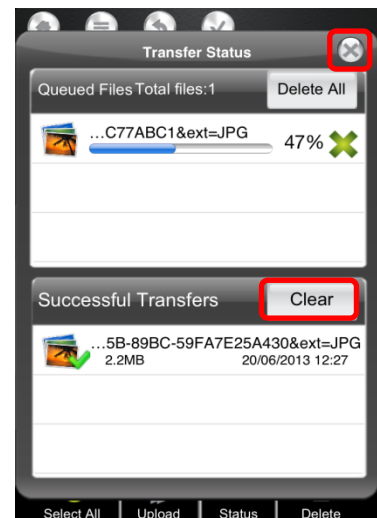 Transfer Status
Queued Files Total files:1 Delete All
...C77ABC1&ext=JPG
47%
Successful Transfers Clear
...5B-89BC-59FA7E25A430&ext=JPG
2.2MB 20/06/2013 12:27
Select All Upload Status Delete